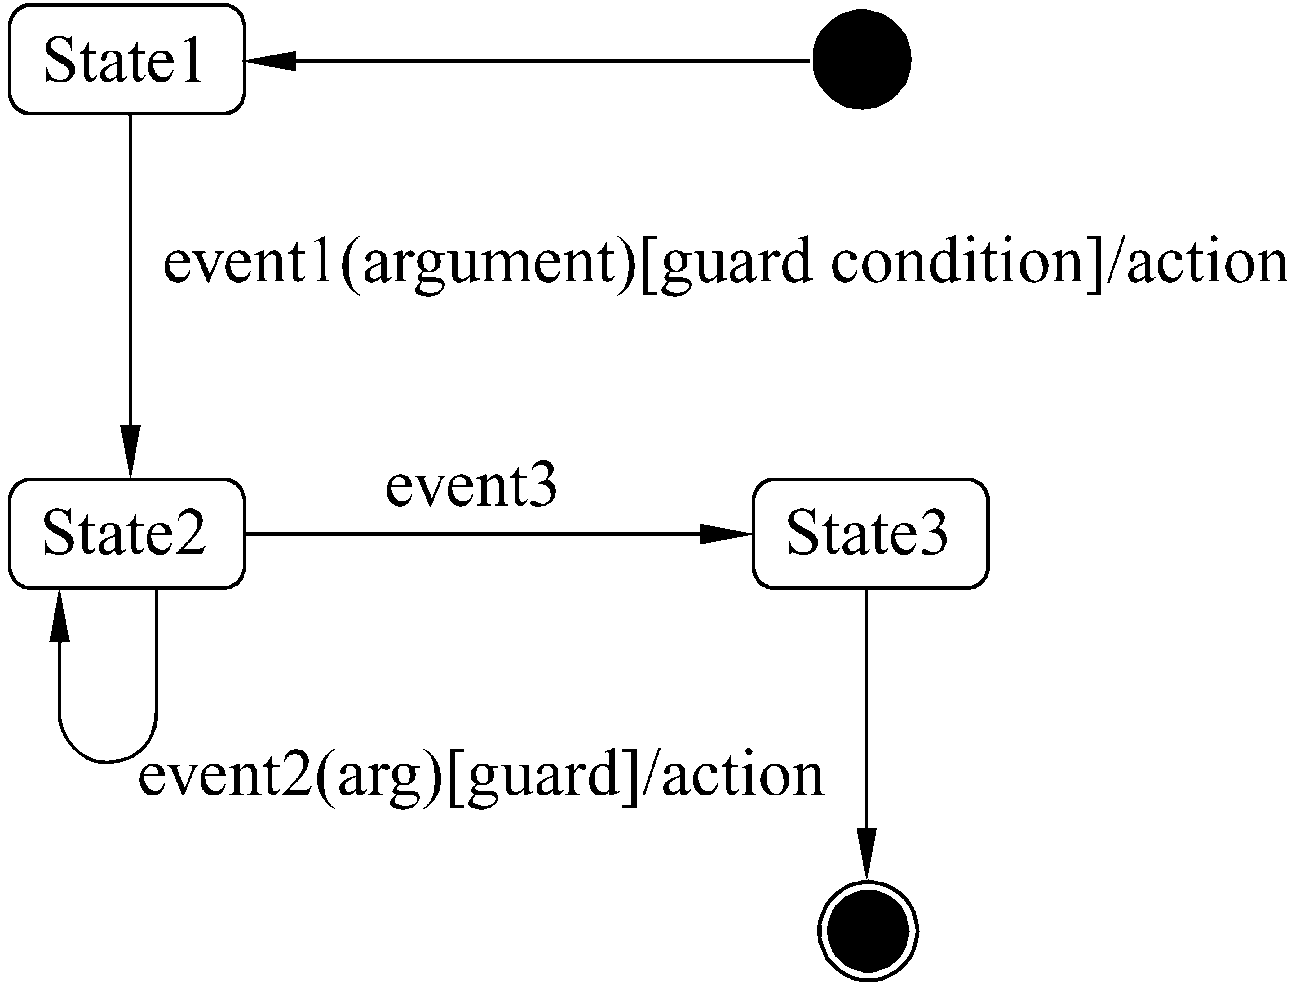 State1
event1(argument)[guard condition]/action
event3
State2
State3
event2(arg)[guard]/action